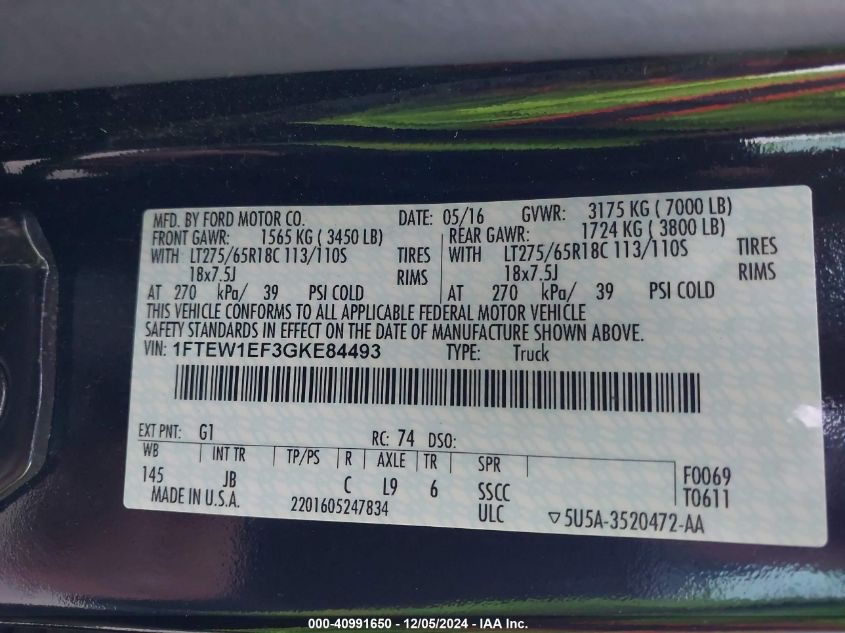 MFD. BY FORD MOTOR CO. DATE: 05/16 GVWR: 3175 KG ( 7000 LB)
FRONT GAWR: 1565 KG ( 3450 LB) REAR GAWR: 1724 KG ( 3800 LB)
WITH LT275/65R18C 113/110S TIRES WITH LT275/65R18C 113/110S TIRES
18x7.5J RIMS 18x7.5J RIMS
AT 270 kPa/ 39 PSI COLD AT 270 kPa/ 39 PSI COLD
THIS VEHICLE CONFORMS TO ALL APPLICABLE FEDERAL MOTOR VEHICLE
SAFETY STANDARDS IN EFFECT ON THE DATE OF MANUFACTURE SHOWN ABOVE.
VIN: 1FTEW1EF3GKE84493 TYPE: Truck
EXT PNT: G1 RC: 74 DSO:
WB INT TR TP/PS R AXLE TR SPR
145 JB C L9 6 SSCC F0069
MADE IN U.S.A. 2201605247834 ULC T0611
▽5U5A-3520472-AA
000-40991650 - 12/05/2024 - IAA Inc.